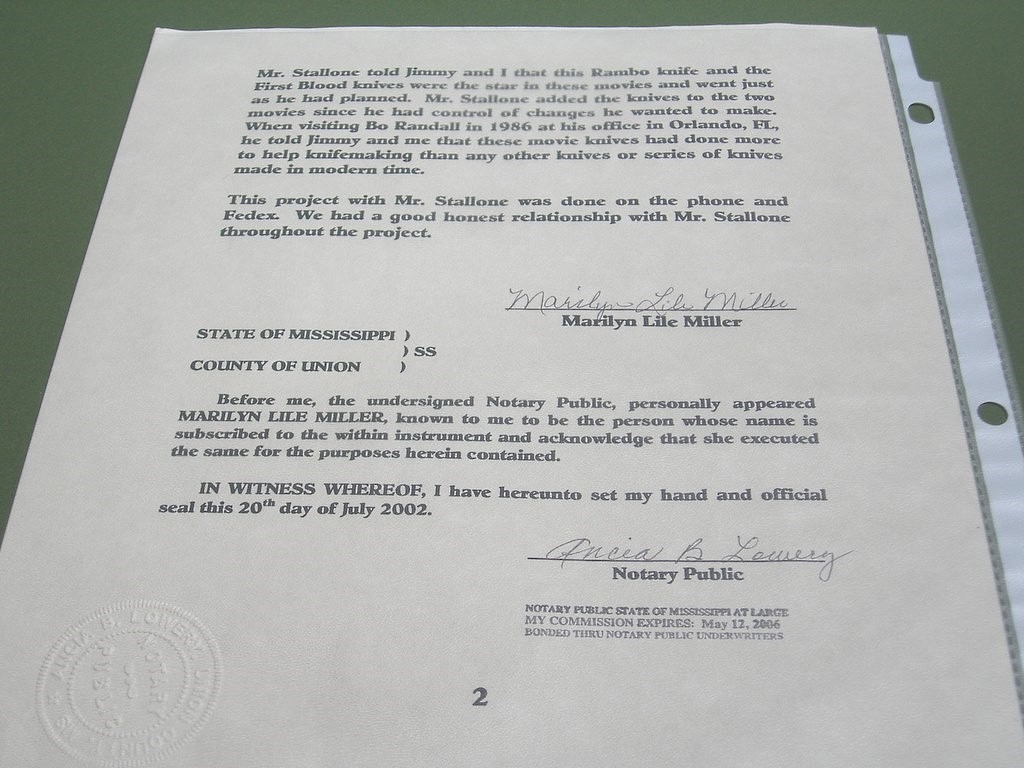 Mr. Stallone told Jimmy and I that this Rambo knife and the
First Blood knives were the star in these movies and went just
as he had planned. Mr. Stallone added the knives to the two
movies since he had control of changes he wanted to make.
When visiting Bo Randall in 1986 at his office in Orlando, FL,
he told Jimmy and me that these movie knives had done more
to help knifemaking than any other knives or series of knives
made in modern time.
This project with Mr. Stallone was done on the phone and
Fedex. We had a good honest relationship with Mr. Stallone
throughout the project.
Marilyn Lile Miller
Marilyn Lile Miller
STATE OF MISSISSIPPI )
) SS
COUNTY OF UNION )
Before me, the undersigned Notary Public, personally appeared
MARILYN LILE MILLER, known to me to be the person whose name is
subscribed to the within instrument and acknowledge that she executed
the same for the purposes herein contained.
IN WITNESS WHEREOF, I have hereunto set my hand and official
seal this 20th day of July 2002.
B Lowery
Notary Public
NOTARY PUBLIC STATE OF MISSISSIPPI AT LARGE
MY COMMISSION EXPIRES: May 12, 2006
BONDED THRU NOTARY PUBLIC UNDERWRITERS
B. LOWERY, UNION COUNTY, MS
NOTARY PUBLIC
2